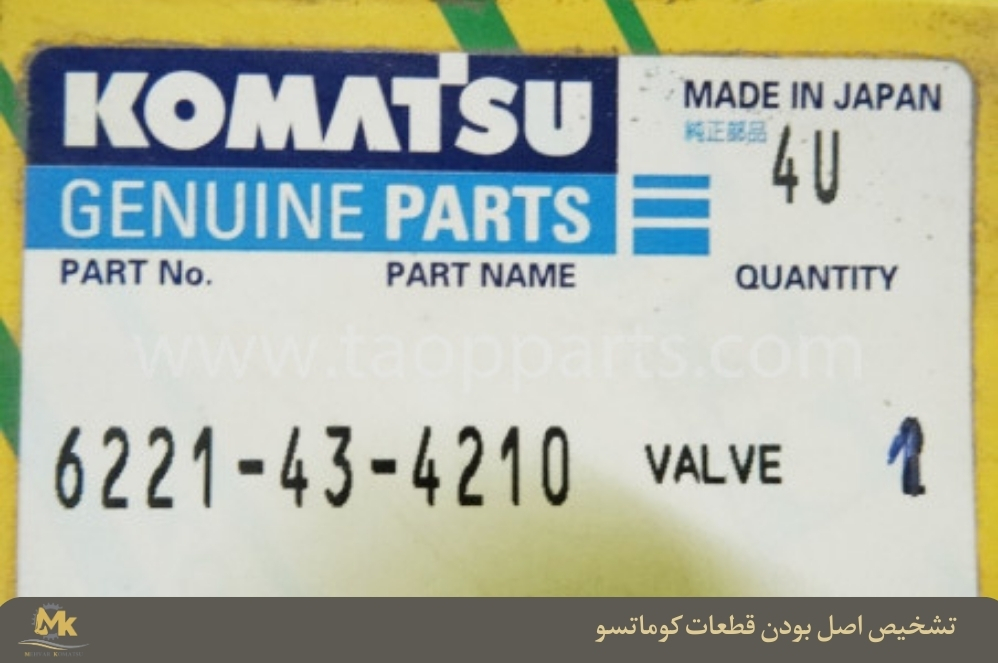 KOMATSU
GENUINE PARTS
MADE IN JAPAN
純正部品
4U
PART No.
PART NAME
QUANTITY
www.taopparts.com
6221-43-4210
VALVE
1
تشخیص اصل بودن قطعات کوماتسو
MK